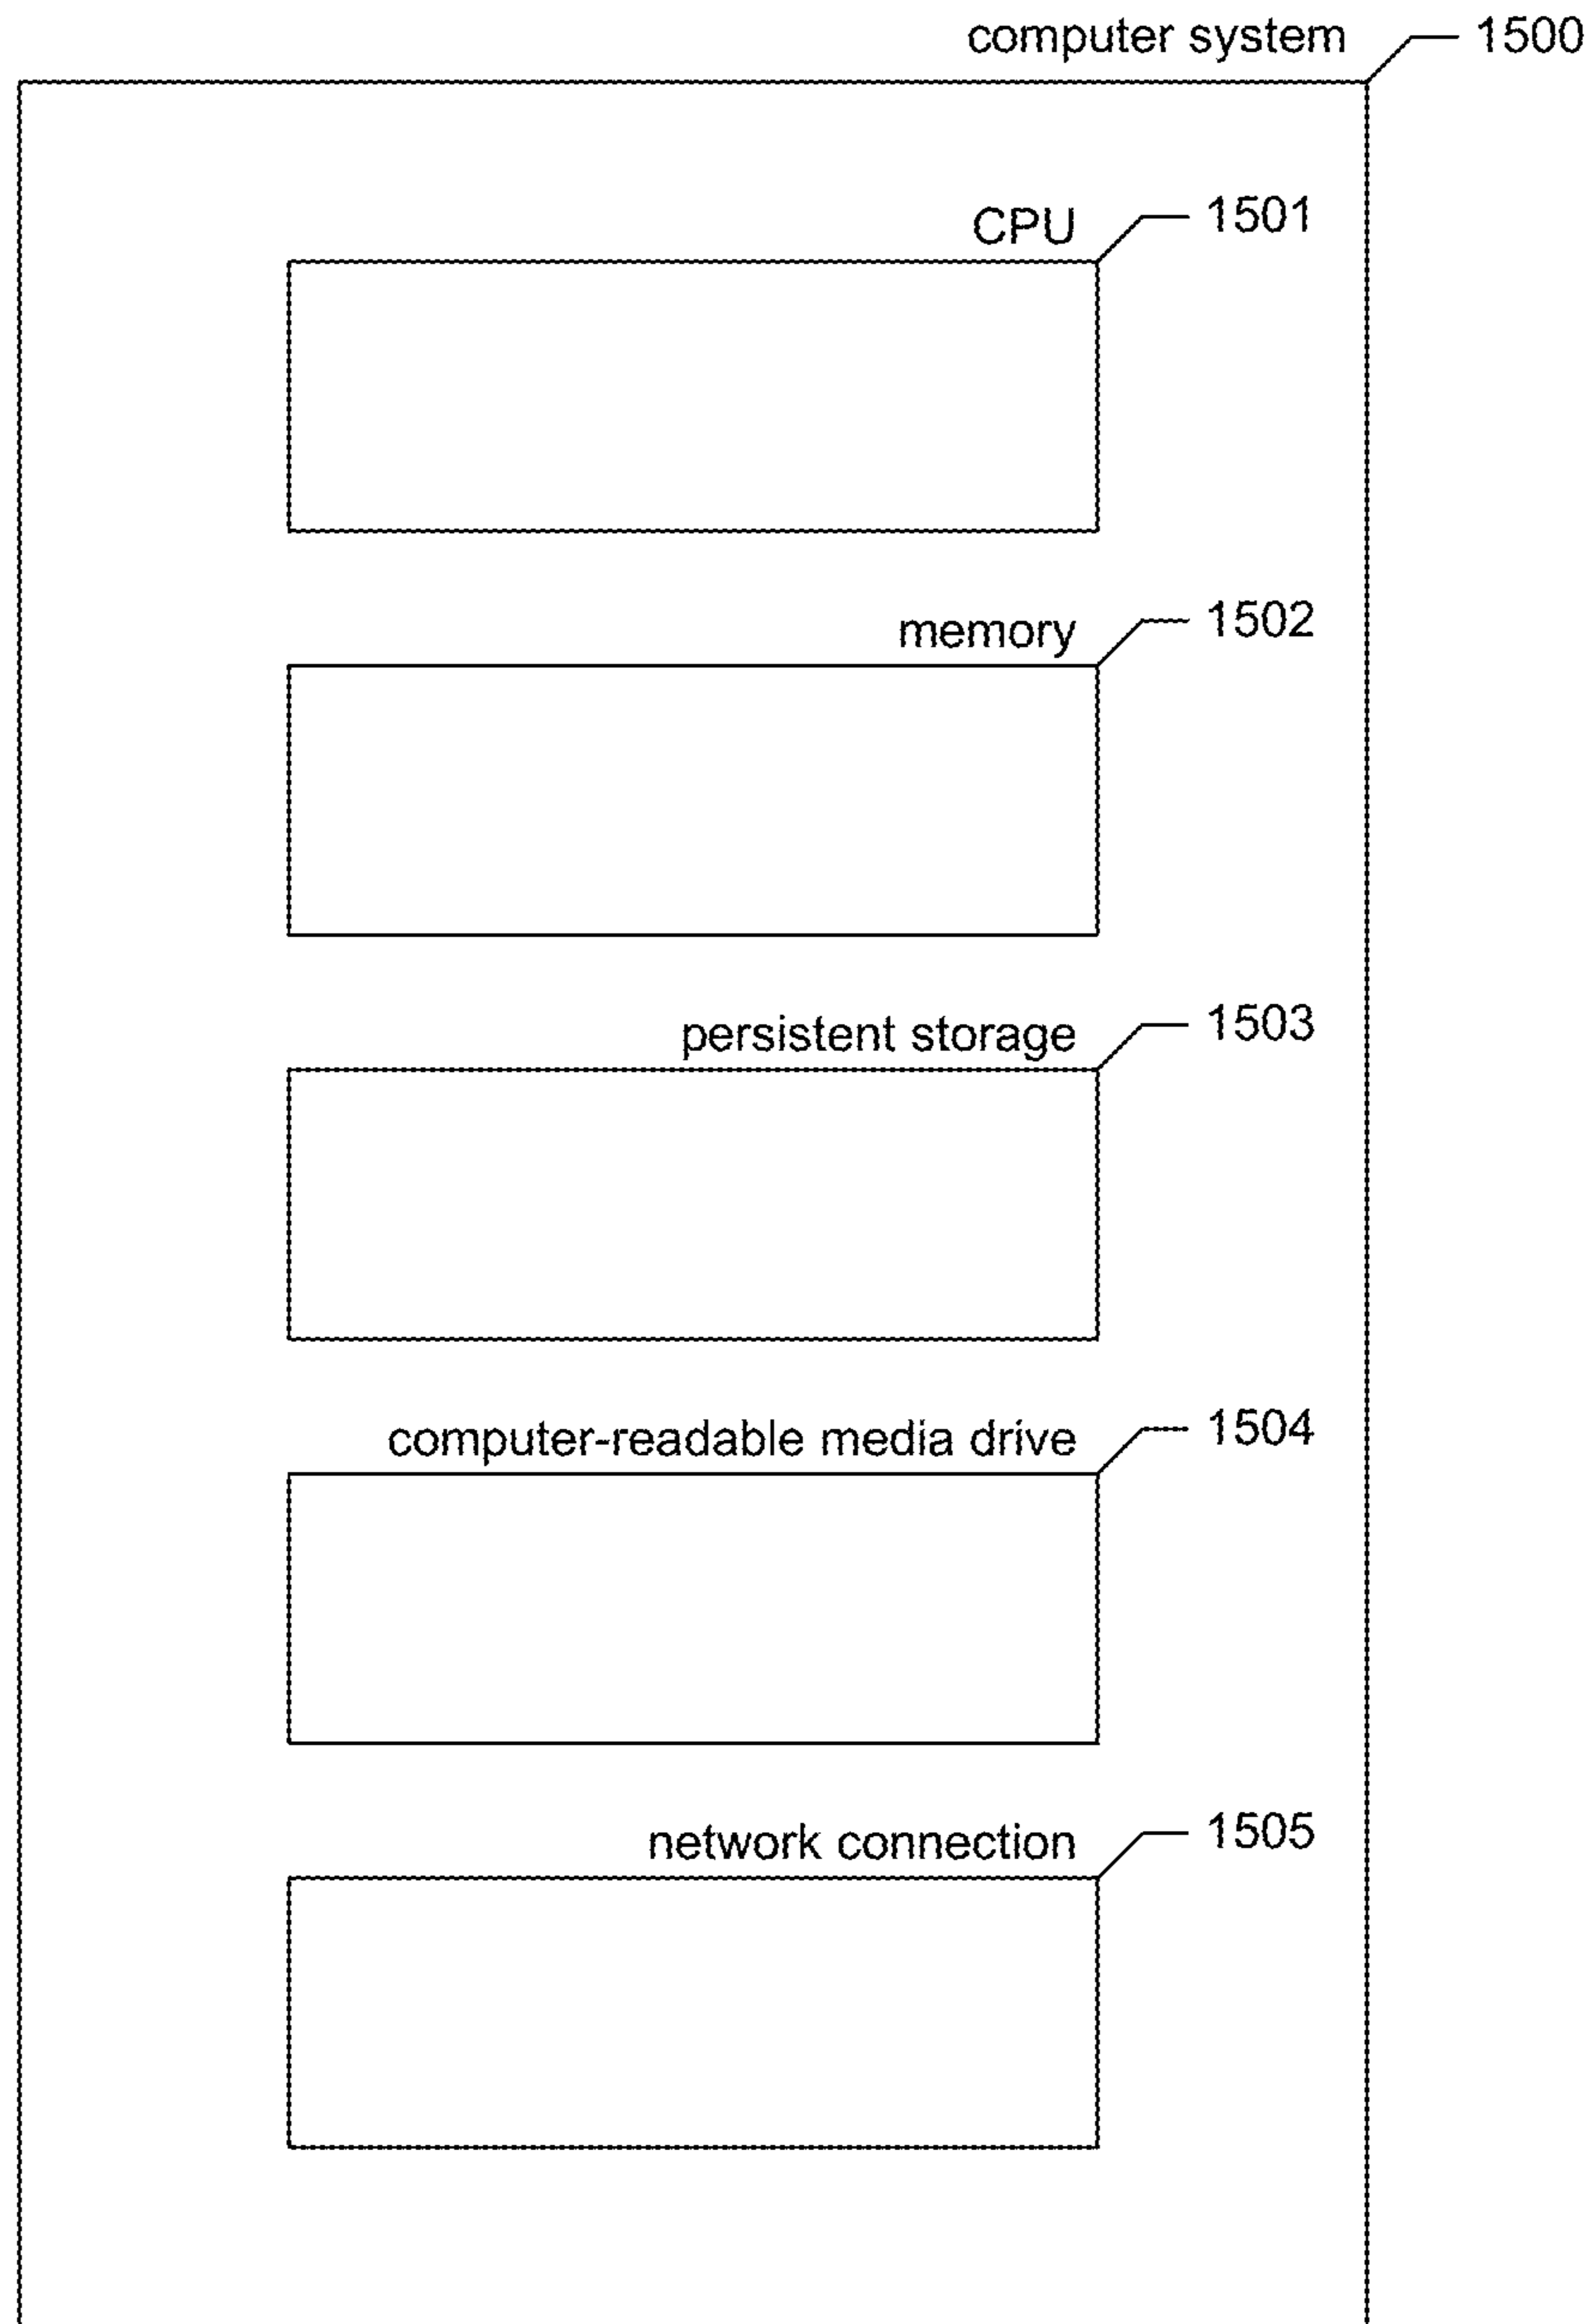 computer system 1500
CPU 1501
memory 1502
persistent storage 1503
computer-readable media drive 1504
network connection 1505